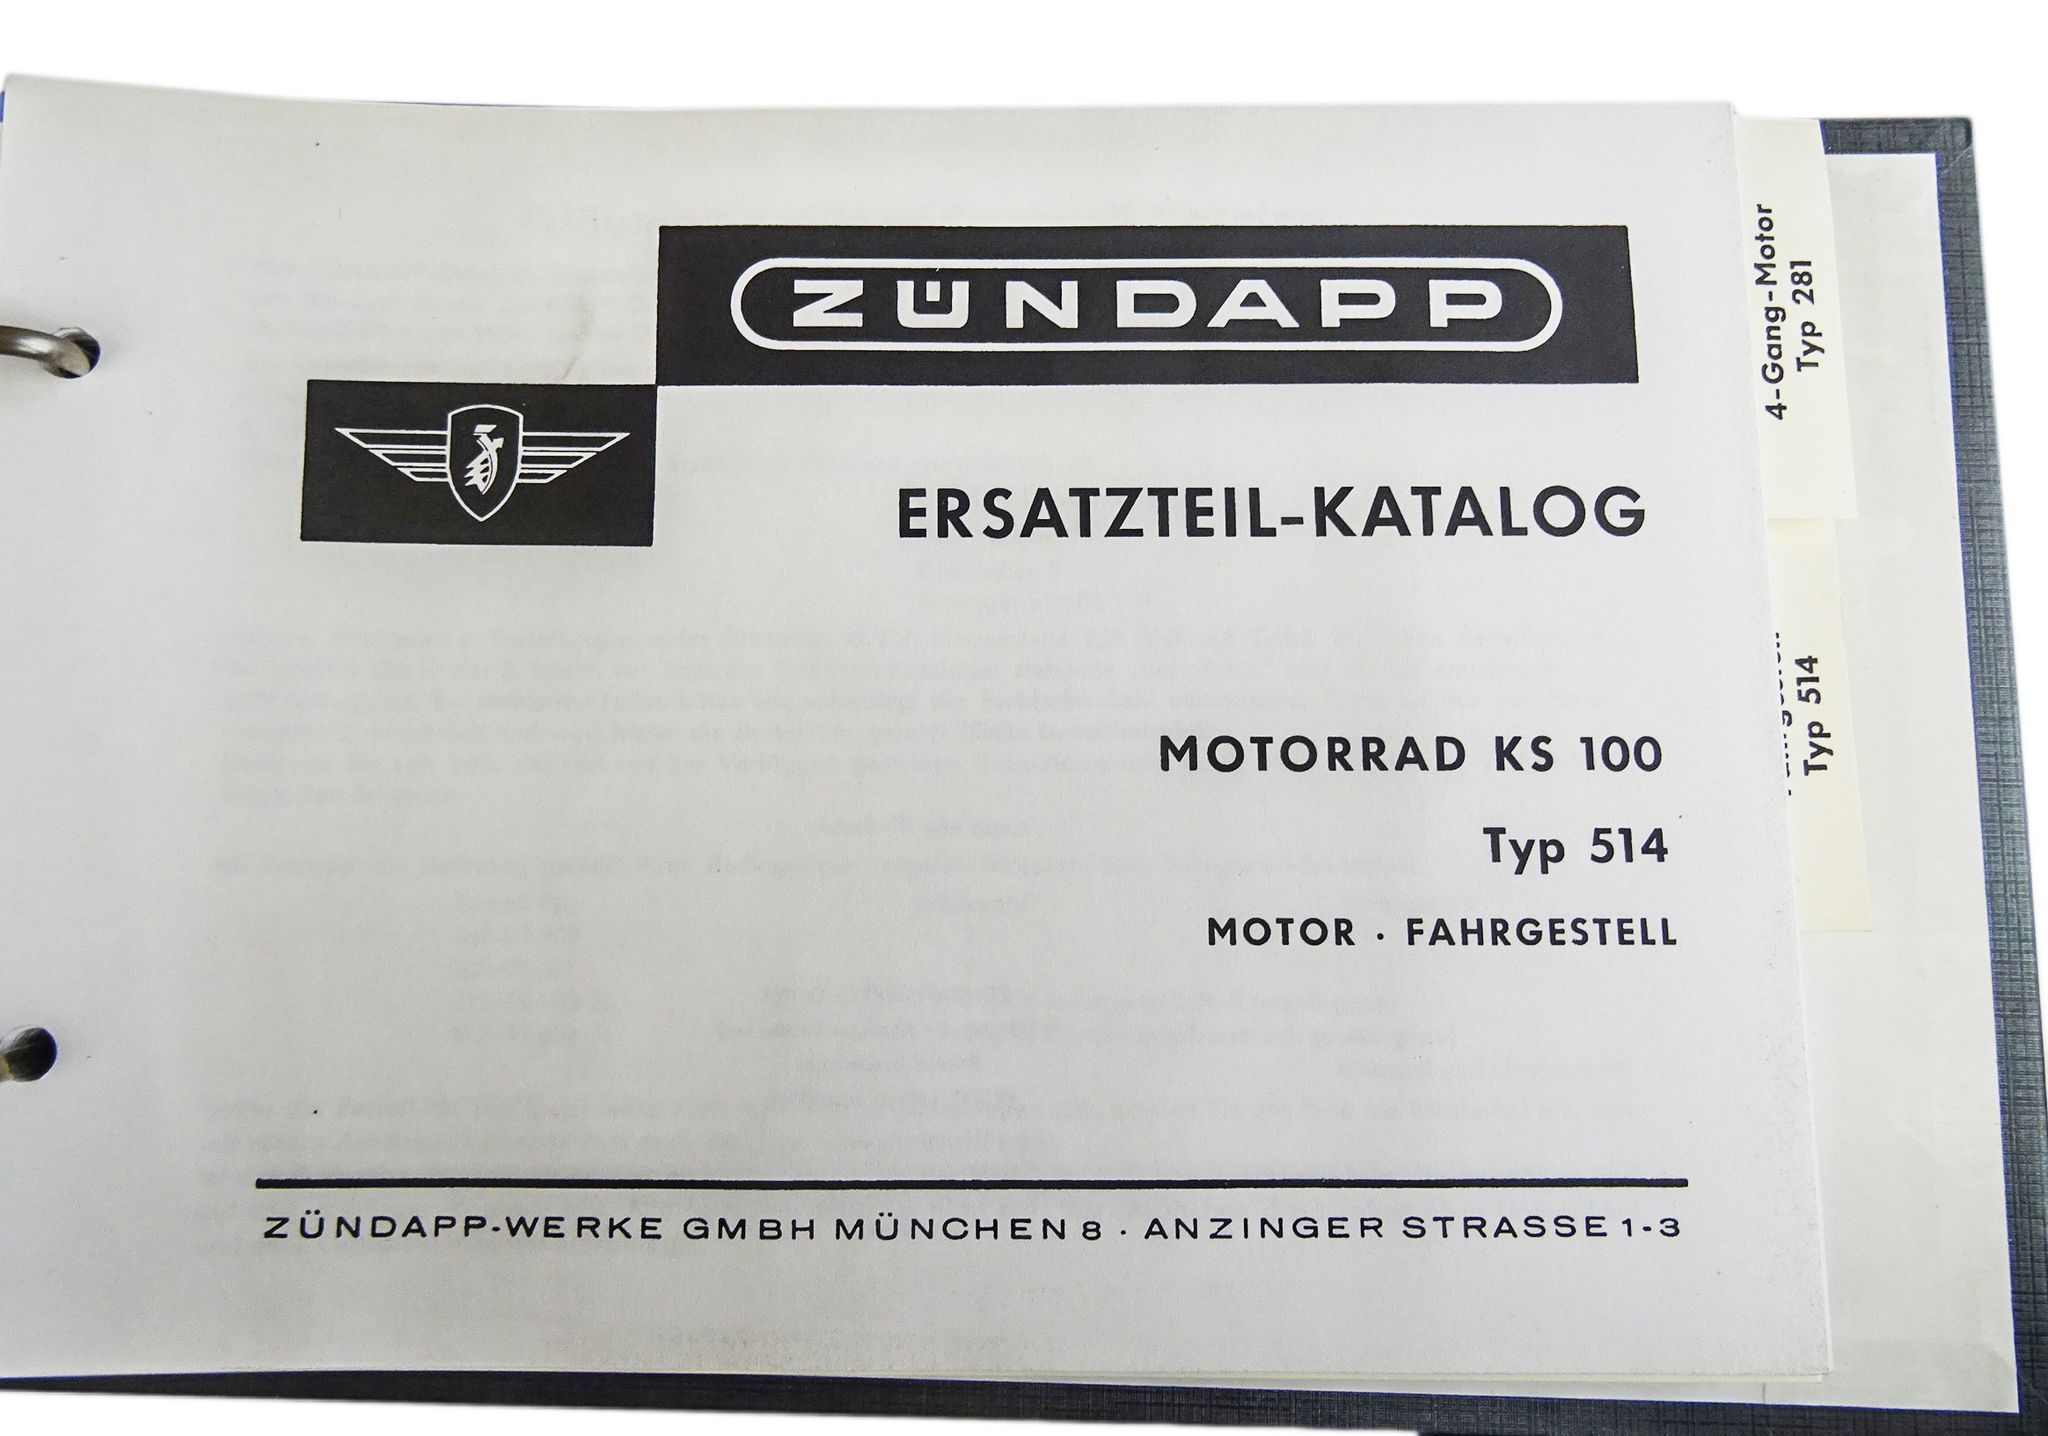 ZÜNDAPP
ERSATZTEIL-KATALOG
MOTORRAD KS 100
Typ 514
MOTOR · FAHRGESTELL
ZÜNDAPP-WERKE GMBH MÜNCHEN 8 · ANZINGER STRASSE 1-3
4-Gang-Motor
Typ 281
Typ 514